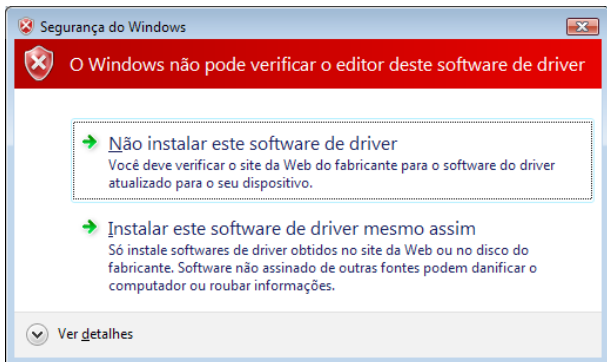 Segurança do Windows
O Windows não pode verificar o editor deste software de driver
Não instalar este software de driver
Você deve verificar o site da Web do fabricante para o software do driver
atualizado para o seu dispositivo.
Instalar este software de driver mesmo assim
Só instale softwares de driver obtidos no site da Web ou no disco do
fabricante. Software não assinado de outras fontes podem danificar o
computador ou roubar informações.
Ver detalhes